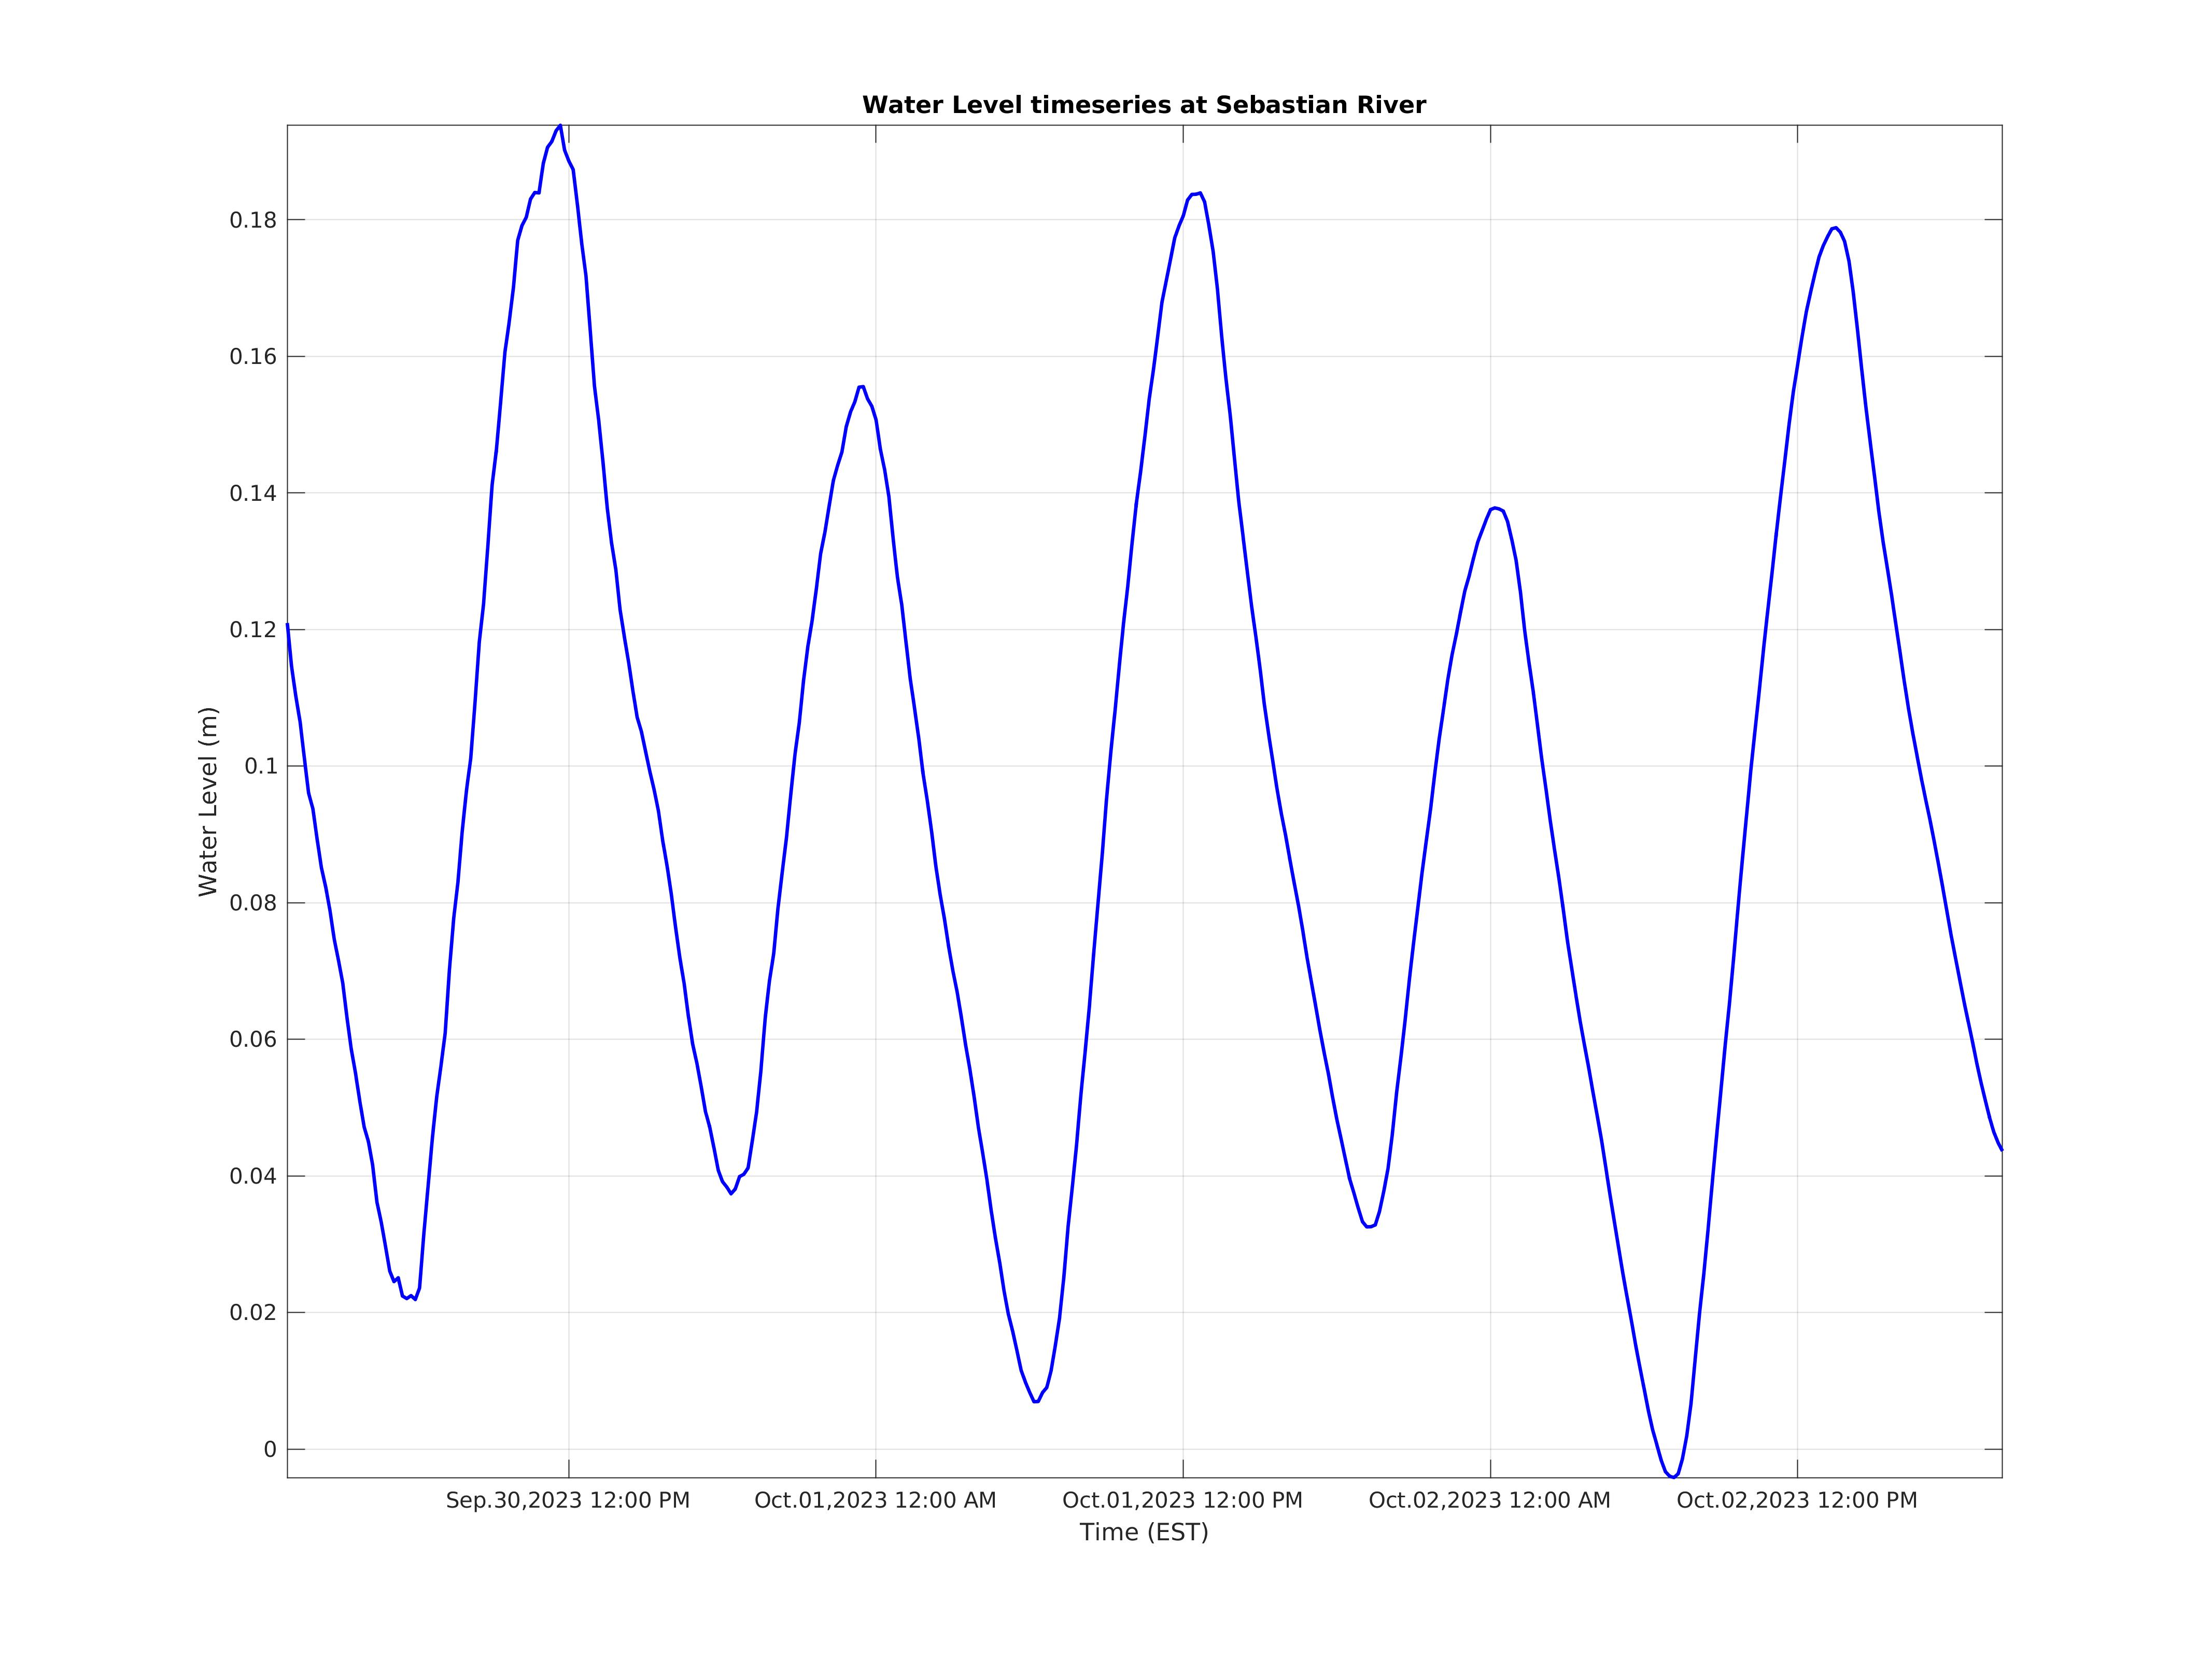 Water Level timeseries at Sebastian River
0.18
0.16
0.14
0.12
0.1
0.08
0.06
0.04
0.02
0
Water Level (m)
Sep.30,2023 12:00 PM
Oct.01,2023 12:00 AM
Oct.01,2023 12:00 PM
Oct.02,2023 12:00 AM
Oct.02,2023 12:00 PM
Time (EST)